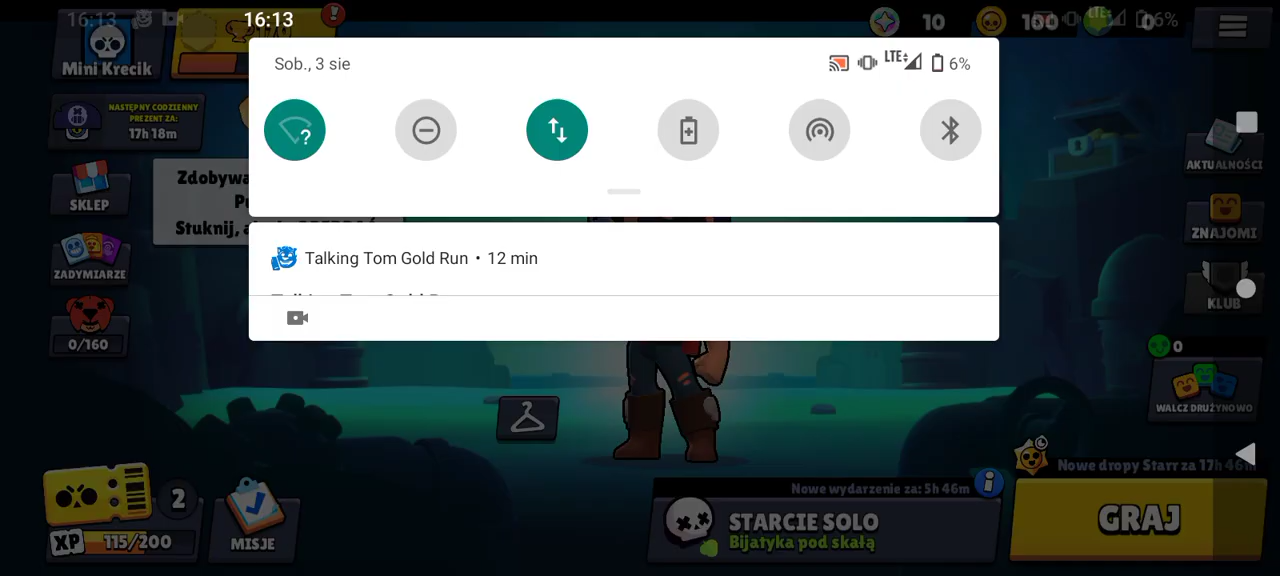 16:13
16:13
10
100
0
6%
Mini Krecik
Sob., 3 sie
LTE
6%
NASTĘPNY CODZIENNY
PREZENT ZA:
17h 18m
AKTUALNOŚCI
SKLEP
Zdobywa
Stuknij,
ZNAJOMI
ZADYMIARZE
Talking Tom Gold Run • 12 min
KLUB
0/160
0
WALCZ DRUŻYNOWO
Nowe dropy Starr za 17h 46m
Nowe wydarzenie za: 5h 46m
2
STARCIE SOLO
Bijatyka pod skałą
GRAJ
XP
115/200
MISJE